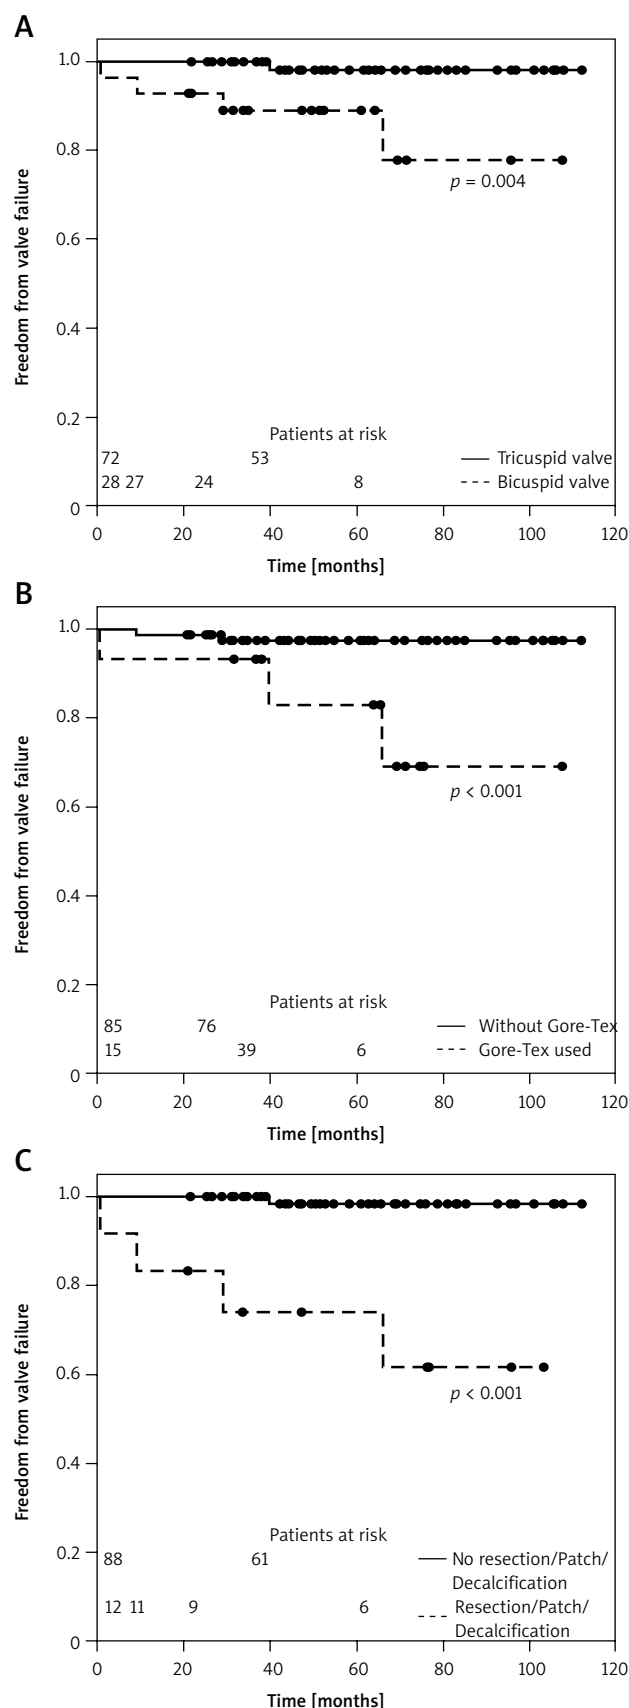 A
Freedom from valve failure
1.0
0.8
0.6
0.4
0.2
0
p = 0.004
Patients at risk
72 53
28 27 24 8
Tricuspid valve
Bicuspid valve
0 20 40 60 80 100 120
Time [months]
B
Freedom from valve failure
1.0
0.8
0.6
0.4
0.2
0
p < 0.001
Patients at risk
85 76
15 39 6
Without Gore-Tex
Gore-Tex used
0 20 40 60 80 100 120
Time [months]
C
Freedom from valve failure
1.0
0.8
0.6
0.4
0.2
0
p < 0.001
Patients at risk
88 61
12 11 9 6
No resection/Patch/
Decalcification
Resection/Patch/
Decalcification
0 20 40 60 80 100 120
Time [months]